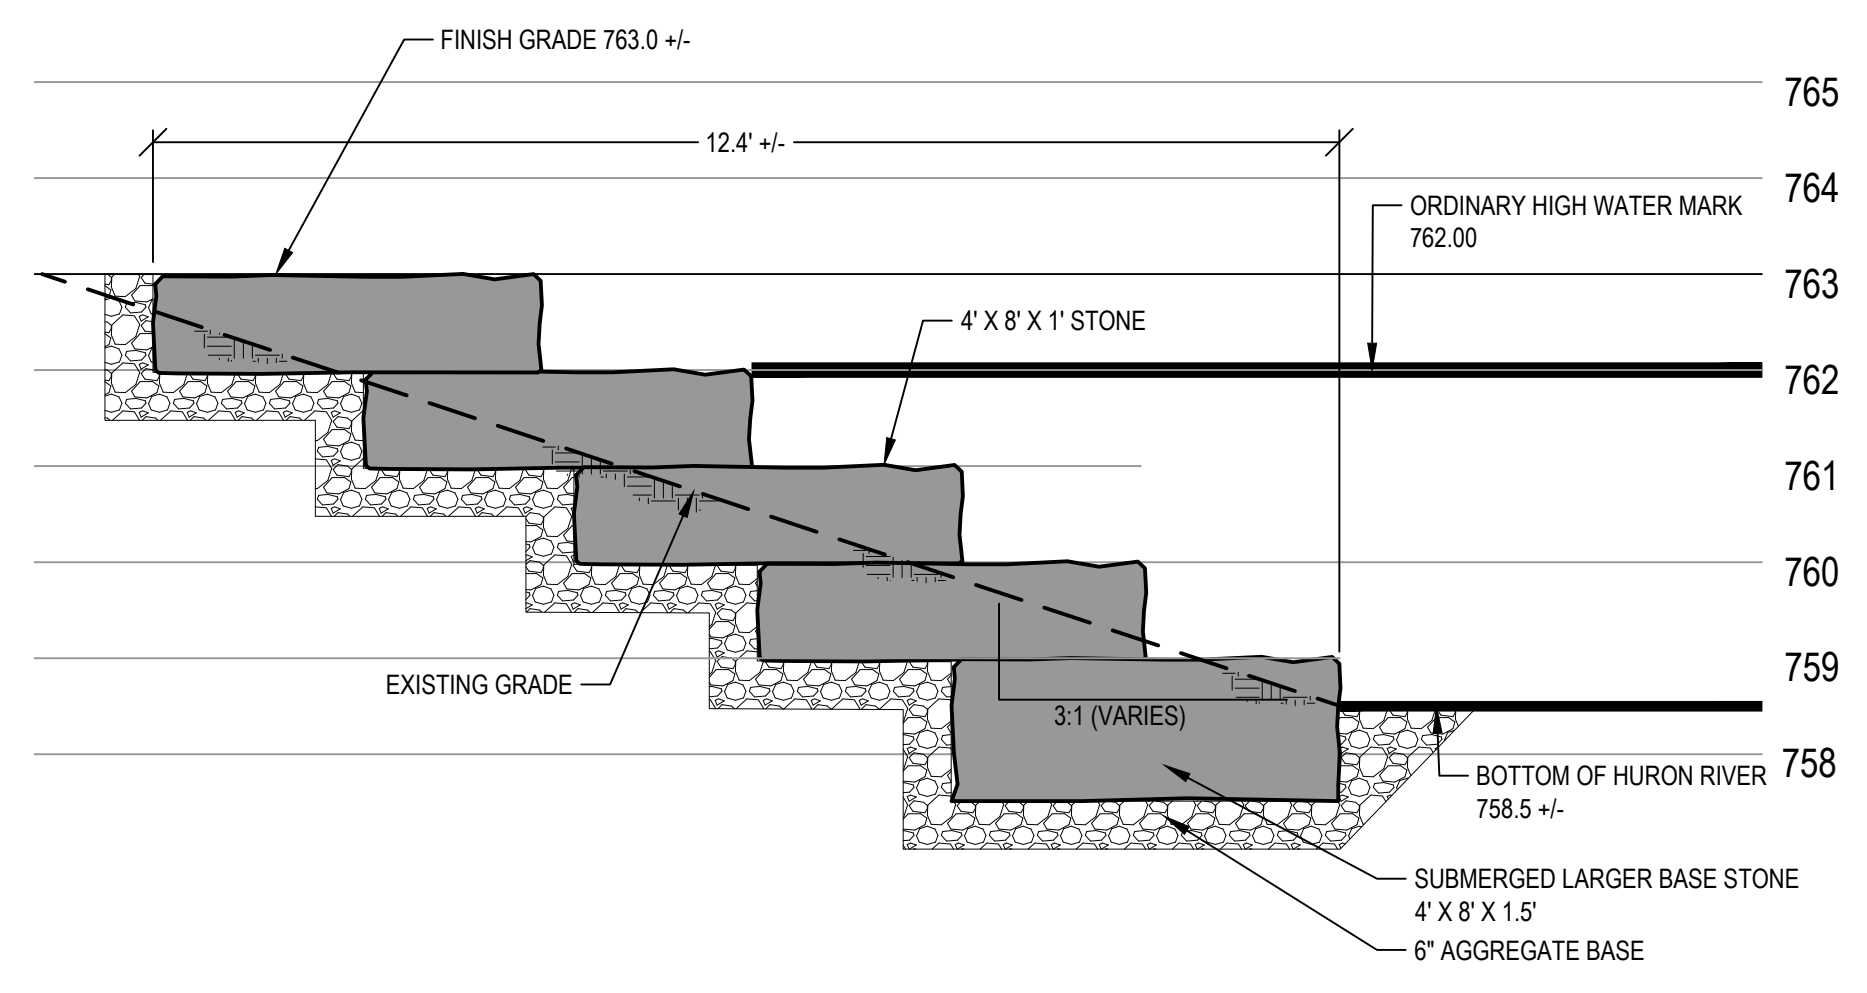 FINISH GRADE 763.0 +/-
765
12.4' +/-
764
ORDINARY HIGH WATER MARK
762.00
763
4' X 8' X 1' STONE
762
761
760
759
EXISTING GRADE
3:1 (VARIES)
758
BOTTOM OF HURON RIVER
758.5 +/-
SUBMERGED LARGER BASE STONE
4' X 8' X 1.5'
6" AGGREGATE BASE